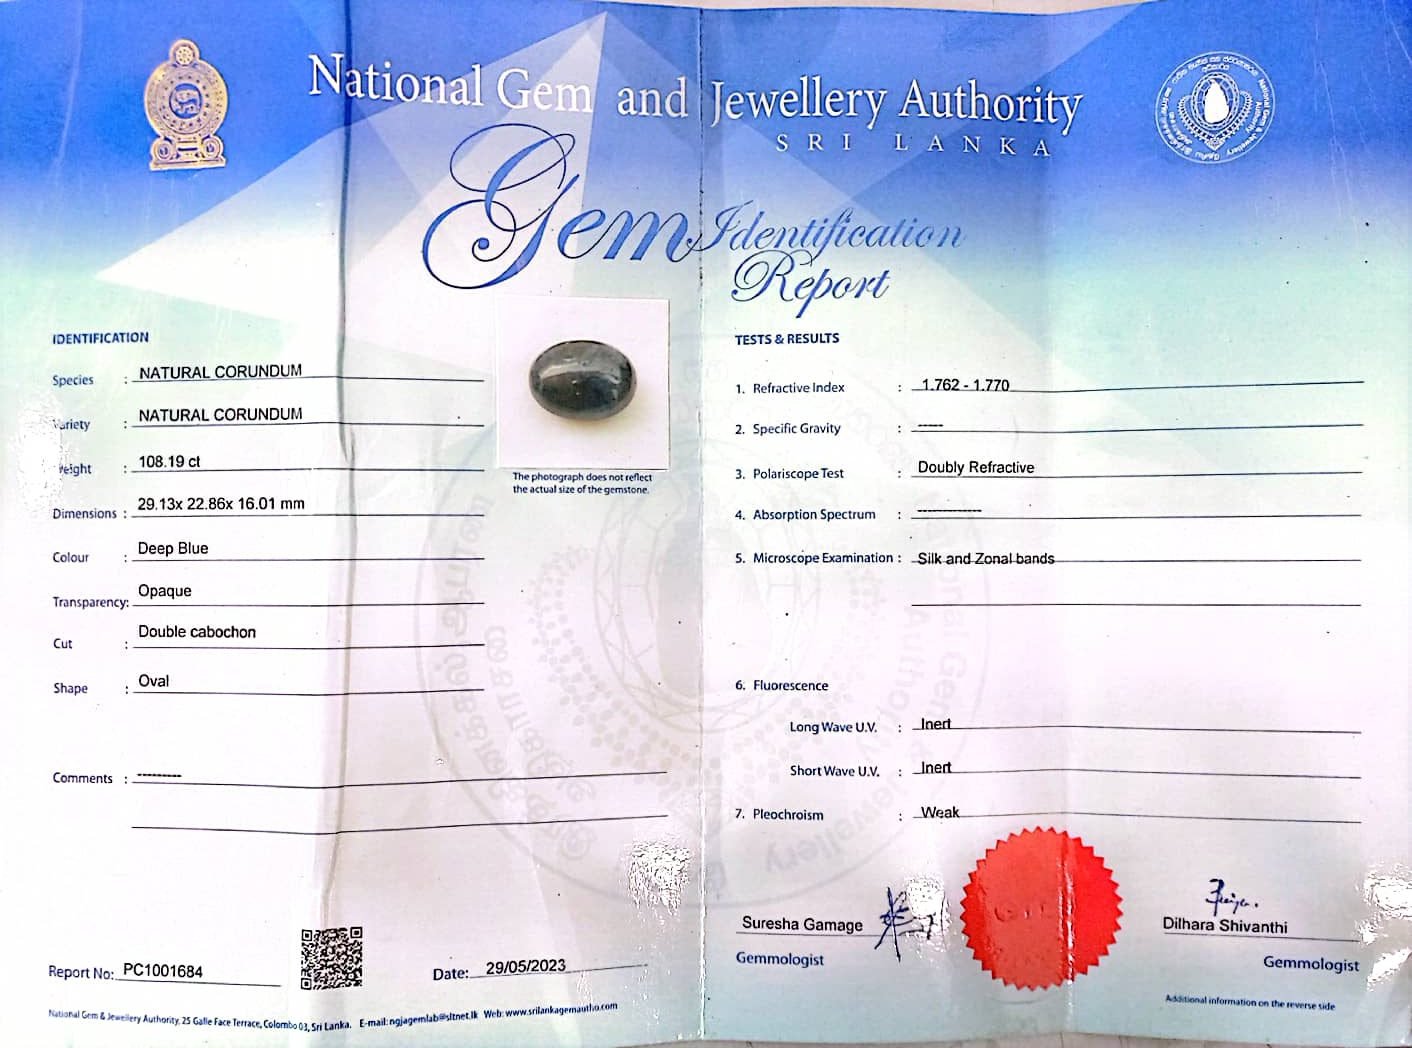 National Gem and Jewellery Authority
SRI LANKA
Gem Identification
Report
IDENTIFICATION
Species : NATURAL CORUNDUM
Variety : NATURAL CORUNDUM
Weight : 108.19 ct
Dimensions : 29.13x 22.86x 16.01 mm
Colour : Deep Blue
Transparency: Opaque
Cut : Double cabochon
Shape : Oval
The photograph does not reflect
the actual size of the gemstone.
Comments : ---------
Report No: PC1001684
Date: 29/05/2023
TESTS & RESULTS
1. Refractive Index : 1.762 - 1.770
2. Specific Gravity : -----
3. Polariscope Test : Doubly Refractive
4. Absorption Spectrum : -------------
5. Microscope Examination : Silk and Zonal bands
6. Fluorescence
Long Wave U.V. : Inert
Short Wave U.V. : Inert
7. Pleochroism : Weak
Suresha Gamage
Gemmologist
Dilhara Shivanthi
Gemmologist
Additional information on the reverse side
National Gem & Jewellery Authority, 25 Galle Face Terrace, Colombo 03, Sri Lanka. E-mail: ngjagemlab@sltnet.lk Web: www.srilankagemautho.com